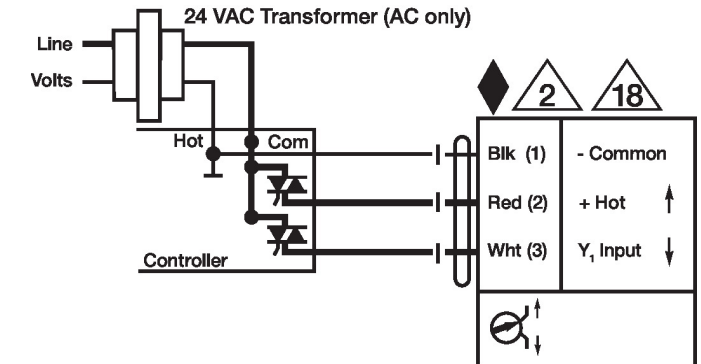 24 VAC Transformer (AC only)
Line
Volts
2
18
Hot
Com
Blk (1)
- Common
Red (2)
+ Hot
Wht (3)
Y1 Input
Controller